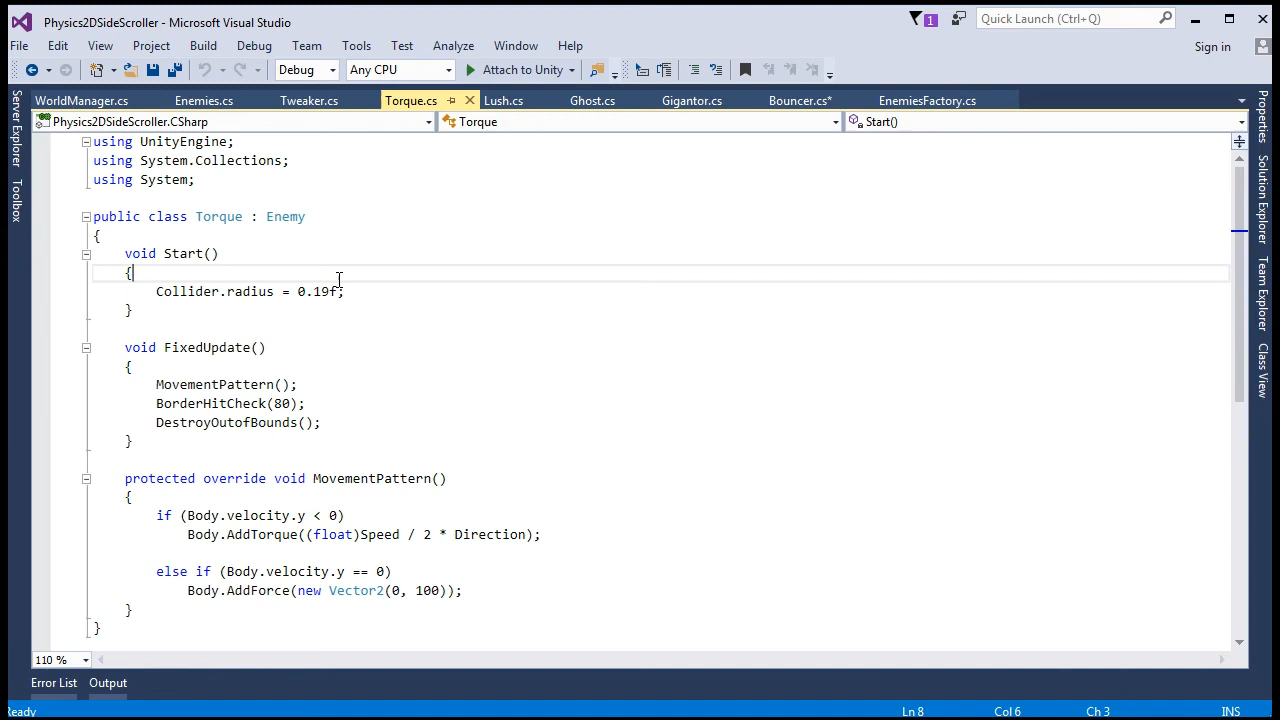 Physics2DSideScroller - Microsoft Visual Studio
1
Quick Launch (Ctrl+Q)
File Edit View Project Build Debug Team Tools Test Analyze Window Help
Sign in
Debug Any CPU Attach to Unity
WorldManager.cs Enemies.cs Tweaker.cs Torque.cs Lush.cs Ghost.cs Gigantor.cs Bouncer.cs* EnemiesFactory.cs
Physics2DSideScroller.CSharp Torque Start()
Server Explorer
Toolbox
using UnityEngine;
using System.Collections;
using System;
public class Torque : Enemy
{
void Start()
{
Collider.radius = 0.19f;
}
void FixedUpdate()
{
MovementPattern();
BorderHitCheck(80);
DestroyOutofBounds();
}
protected override void MovementPattern()
{
if (Body.velocity.y < 0)
Body.AddTorque((float)Speed / 2 * Direction);
else if (Body.velocity.y == 0)
Body.AddForce(new Vector2(0, 100));
}
}
Properties
Solution Explorer
Team Explorer
Class View
110 %
Error List Output
Ready Ln 8 Col 6 Ch 3 INS